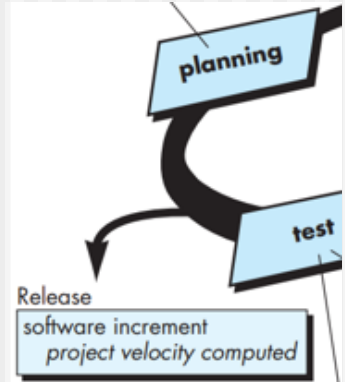 planning
test
Release
software increment
project velocity computed